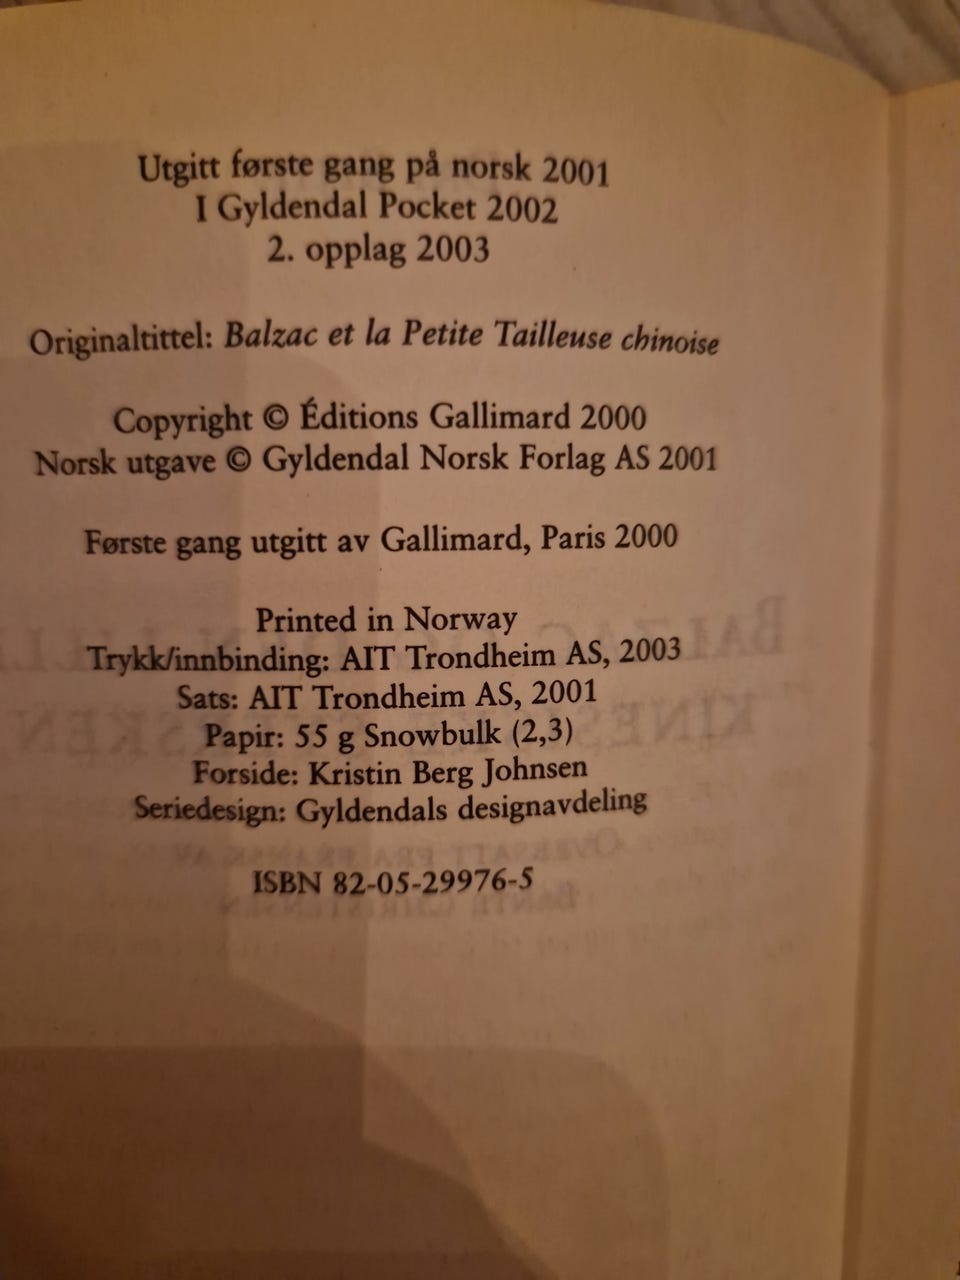 Utgitt første gang på norsk 2001
I Gyldendal Pocket 2002
2. opplag 2003
Originaltittel: Balzac et la Petite Tailleuse chinoise
Copyright © Éditions Gallimard 2000
Norsk utgave © Gyldendal Norsk Forlag AS 2001
Første gang utgitt av Gallimard, Paris 2000
Printed in Norway
Trykk/innbinding: AIT Trondheim AS, 2003
Sats: AIT Trondheim AS, 2001
Papir: 55 g Snowbulk (2,3)
Forside: Kristin Berg Johnsen
Seriedesign: Gyldendals designavdeling
ISBN 82-05-29976-5